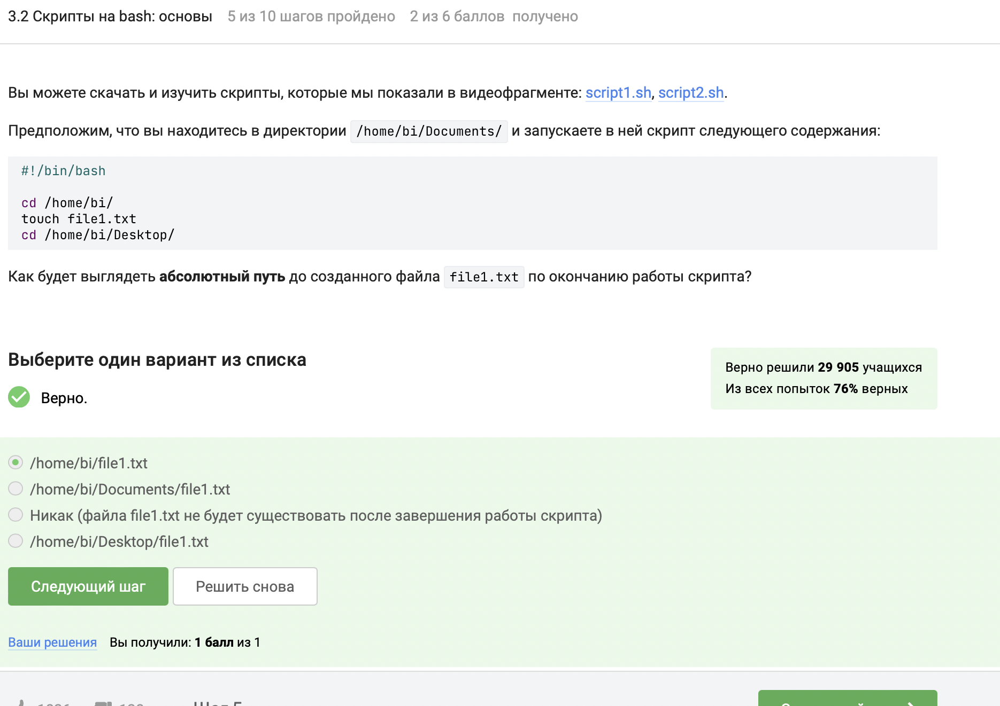 3.2 Скрипты на bash: основы 5 из 10 шагов пройдено 2 из 6 баллов получено
Вы можете скачать и изучить скрипты, которые мы показали в видеофрагменте: script1.sh, script2.sh.
Предположим, что вы находитесь в директории /home/bi/Documents/ и запускаете в ней скрипт следующего содержания:
#!/bin/bash
cd /home/bi/
touch file1.txt
cd /home/bi/Desktop/
Как будет выглядеть абсолютный путь до созданного файла file1.txt по окончанию работы скрипта?
Выберите один вариант из списка
Верно.
Верно решили 29 905 учащихся
Из всех попыток 76% верных
/home/bi/file1.txt
/home/bi/Documents/file1.txt
Никак (файла file1.txt не будет существовать после завершения работы скрипта)
/home/bi/Desktop/file1.txt
Следующий шаг Решить снова
Ваши решения Вы получили: 1 балл из 1